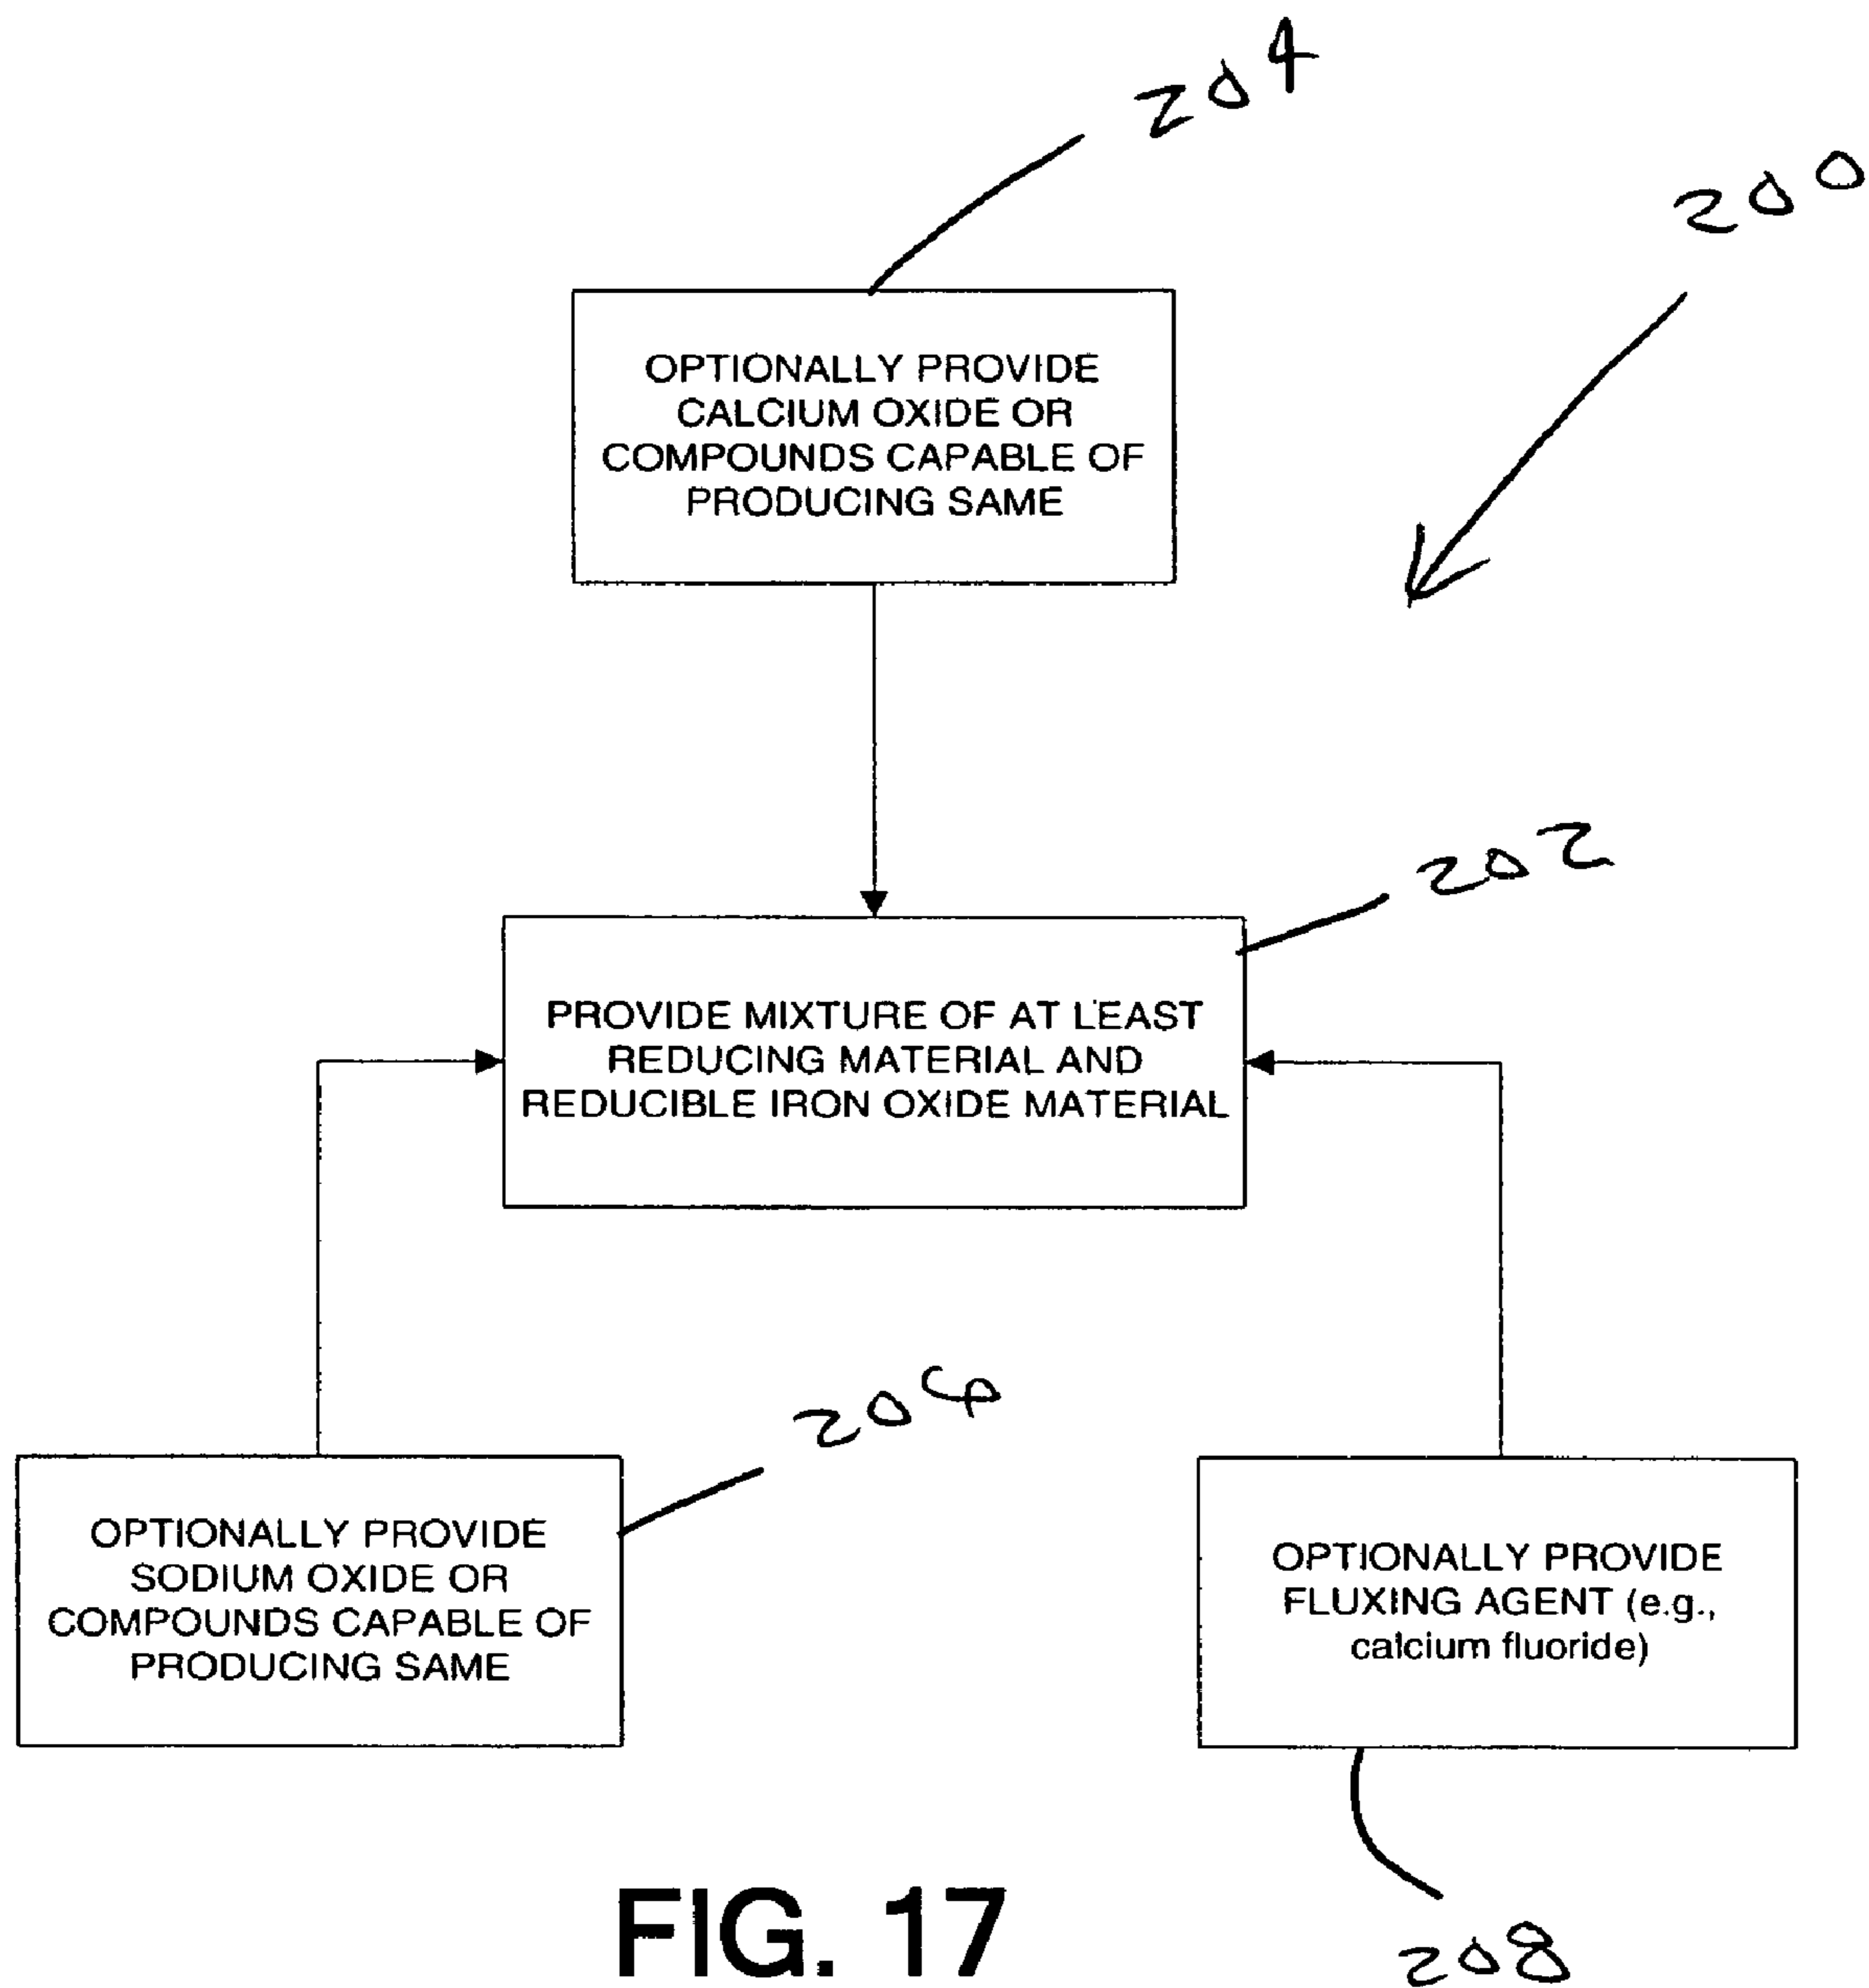 204
200
OPTIONALLY PROVIDE
CALCIUM OXIDE OR
COMPOUNDS CAPABLE OF
PRODUCING SAME
202
PROVIDE MIXTURE OF AT LEAST
REDUCING MATERIAL AND
REDUCIBLE IRON OXIDE MATERIAL
206
OPTIONALLY PROVIDE
SODIUM OXIDE OR
COMPOUNDS CAPABLE OF
PRODUCING SAME
OPTIONALLY PROVIDE
FLUXING AGENT (e.g.,
calcium fluoride)
208
FIG. 17